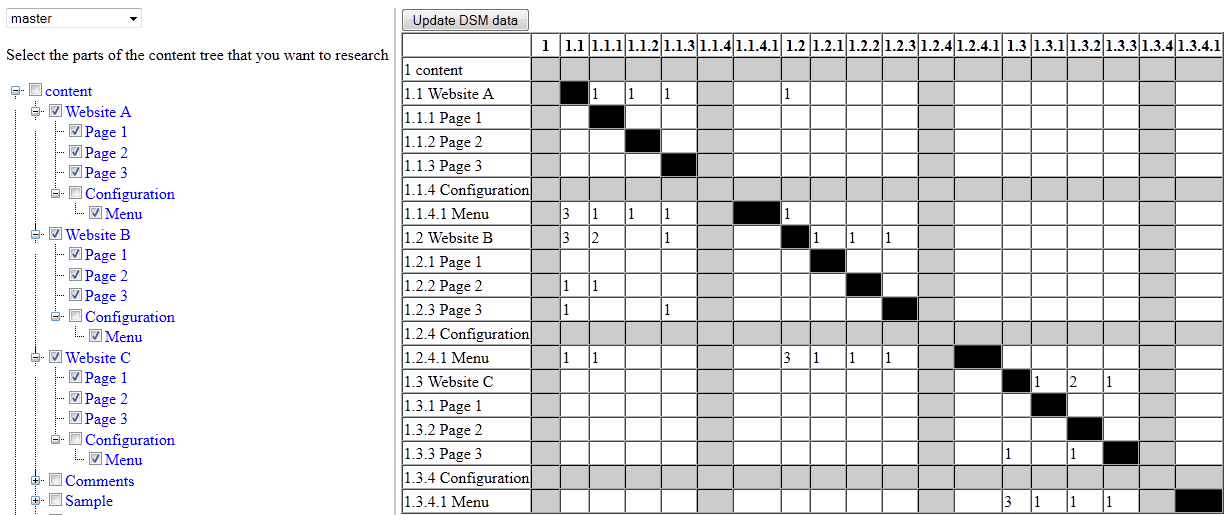 master
Select the parts of the content tree that you want to research
content
Website A
Page 1
Page 2
Page 3
Configuration
Menu
Website B
Page 1
Page 2
Page 3
Configuration
Menu
Website C
Page 1
Page 2
Page 3
Configuration
Menu
Comments
Sample
Update DSM data
1 1.1 1.1.1 1.1.2 1.1.3 1.1.4 1.1.4.1 1.2 1.2.1 1.2.2 1.2.3 1.2.4 1.2.4.1 1.3 1.3.1 1.3.2 1.3.3 1.3.4 1.3.4.1
1 content
1.1 Website A 1 1 1 1
1.1.1 Page 1
1.1.2 Page 2
1.1.3 Page 3
1.1.4 Configuration
1.1.4.1 Menu 3 1 1 1 1
1.2 Website B 3 2 1 1 1 1
1.2.1 Page 1
1.2.2 Page 2 1 1
1.2.3 Page 3 1 1
1.2.4 Configuration
1.2.4.1 Menu 1 1 3 1 1 1
1.3 Website C 1 2 1
1.3.1 Page 1
1.3.2 Page 2
1.3.3 Page 3 1 1
1.3.4 Configuration
1.3.4.1 Menu 3 1 1 1